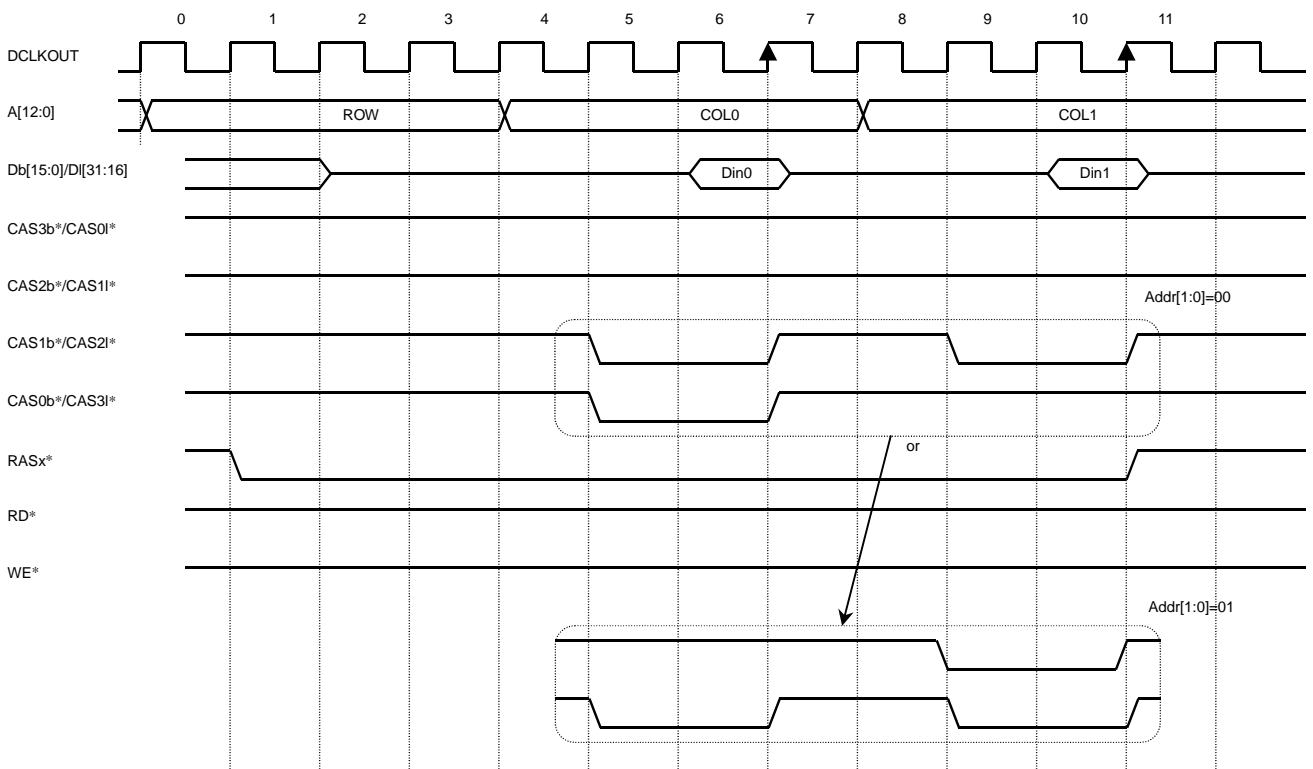 0 1 2 3 4 5 6 7 8 9 10 11
DCLKOUT
A[12:0] ROW COL0 COL1
Db[15:0]/Dl[31:16] Din0 Din1
CAS3b*/CAS0l*
CAS2b*/CAS1l*
Addr[1:0]=00
CAS1b*/CAS2l*
CAS0b*/CAS3l*
or
RASx*
RD*
WE*
Addr[1:0]=01